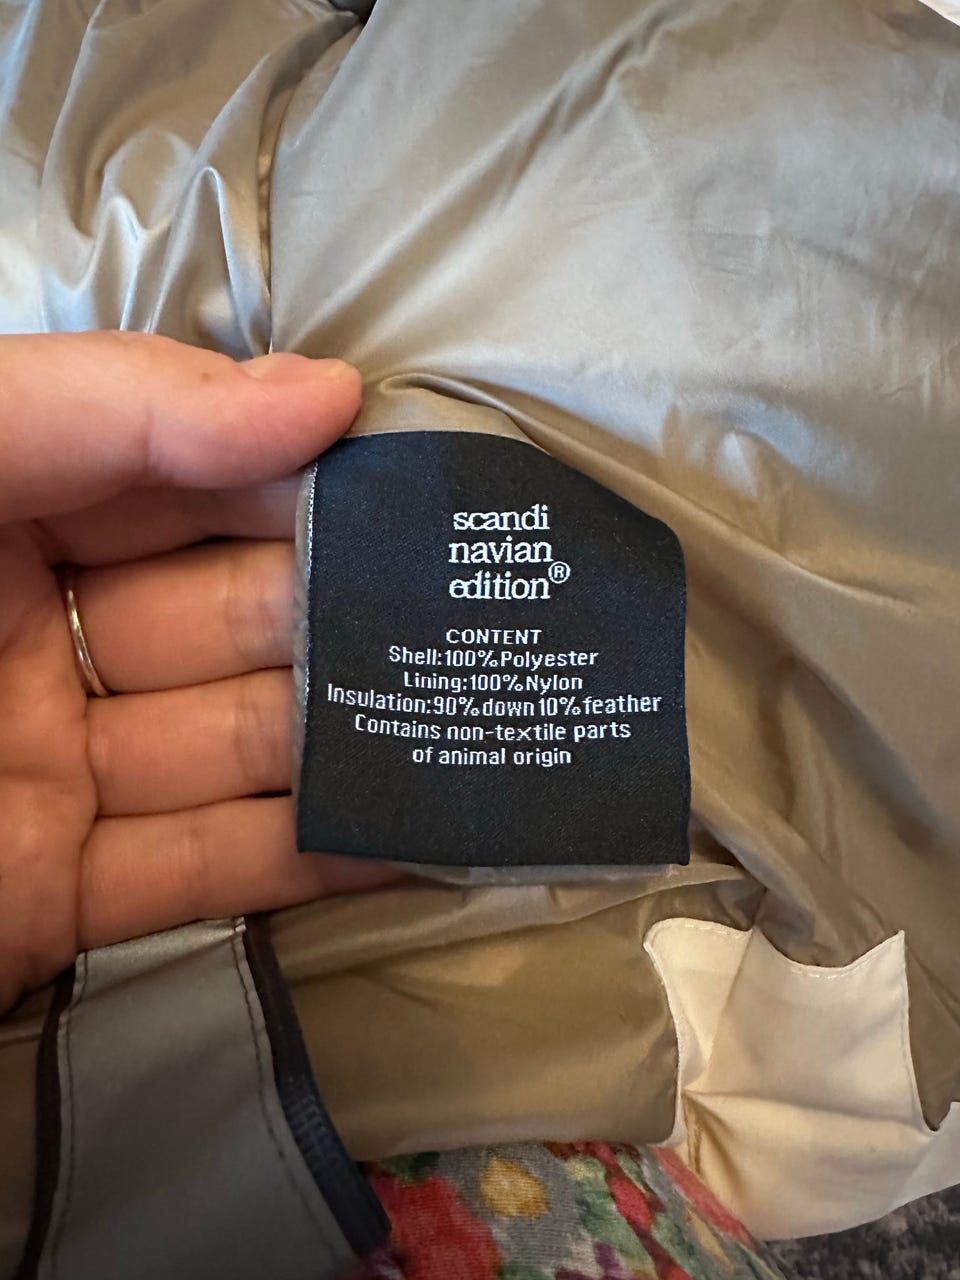 scandi
navian
edition®
CONTENT
Shell:100%Polyester
Lining:100%Nylon
Insulation:90%down 10%feather
Contains non-textile parts
of animal origin